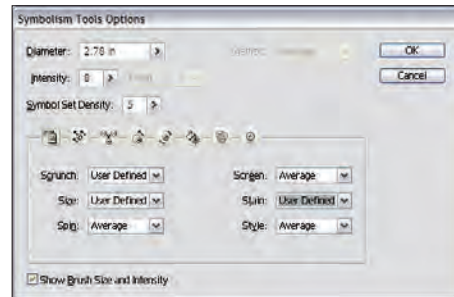 Symbolism Tools Options
Diameter: 2.78 in
OK
Intensity: 8
Cancel
Symbol Set Density: 5
Scrunch: User Defined Screen: Average
Size: User Defined Stain: User Defined
Spin: Average Style: Average
Show Brush Size and Intensity